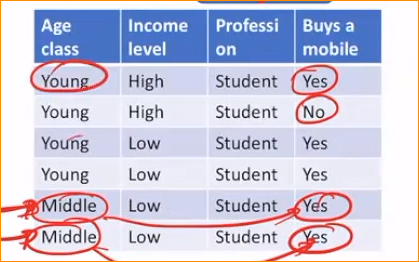 Age class Income level Professi on Buys a mobile
Young High Student Yes
Young High Student No
Young Low Student Yes
Young Low Student Yes
Middle Low Student Yes
Middle Low Student Yes